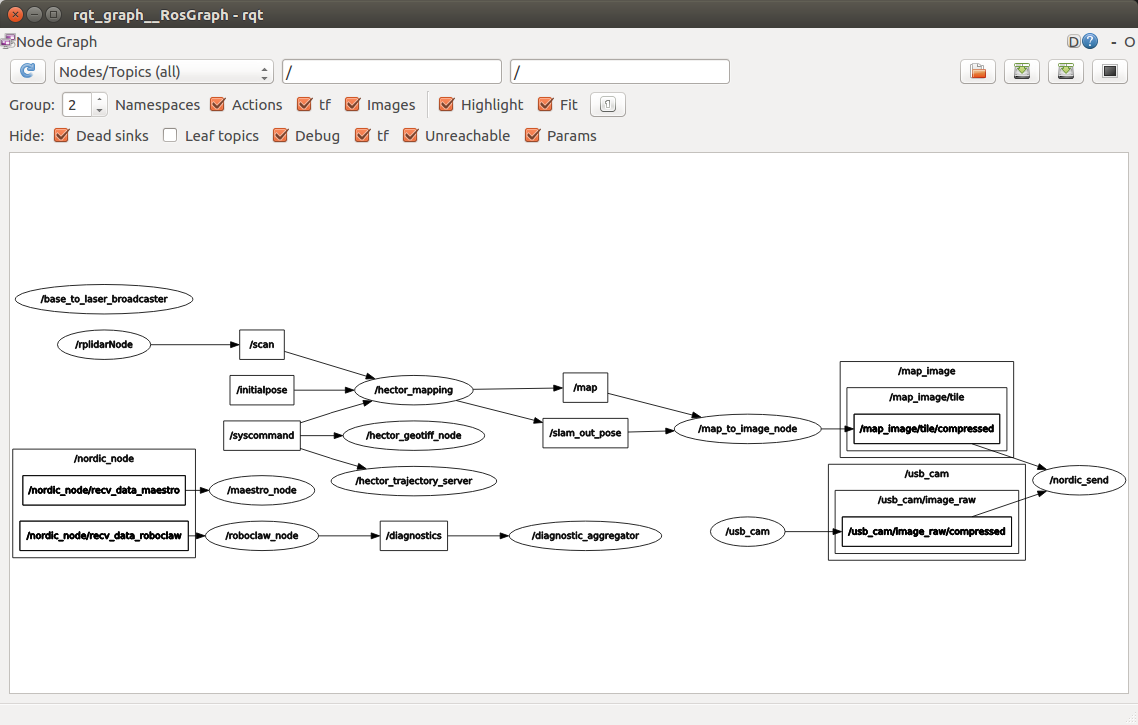 rqt_graph__RosGraph - rqt
Node Graph
D ? - O
Nodes/Topics (all) / /
Group: 2 Namespaces Actions tf Images Highlight Fit
Hide: Dead sinks Leaf topics Debug tf Unreachable Params
/base_to_laser_broadcaster
/rplidarNode
/scan
/initialpose
/hector_mapping
/map
/syscommand
/hector_geotiff_node
/slam_out_pose
/map_to_image_node
/map_image
/map_image/tile
/map_image/tile/compressed
/hector_trajectory_server
/nordic_node
/nordic_node/recv_data_maestro
/maestro_node
/nordic_node/recv_data_roboclaw
/roboclaw_node
/diagnostics
/diagnostic_aggregator
/usb_cam
/usb_cam
/usb_cam/image_raw
/usb_cam/image_raw/compressed
/nordic_send